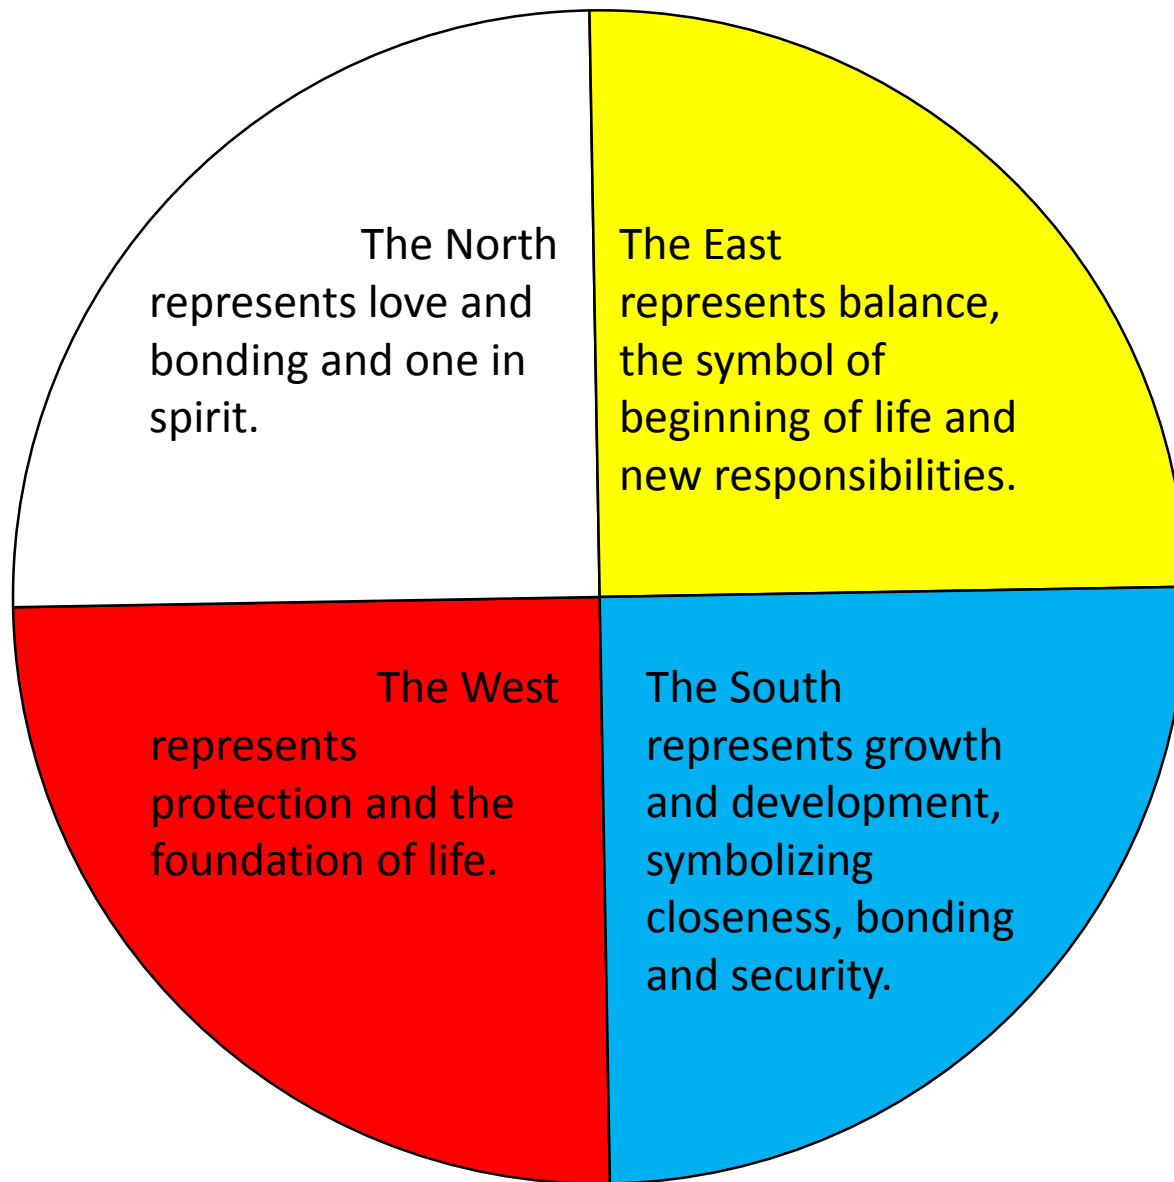 The North
represents love and
bonding and one in
spirit.
The East
represents balance,
the symbol of
beginning of life and
new responsibilities.
The West
represents
protection and the
foundation of life.
The South
represents growth
and development,
symbolizing
closeness, bonding
and security.